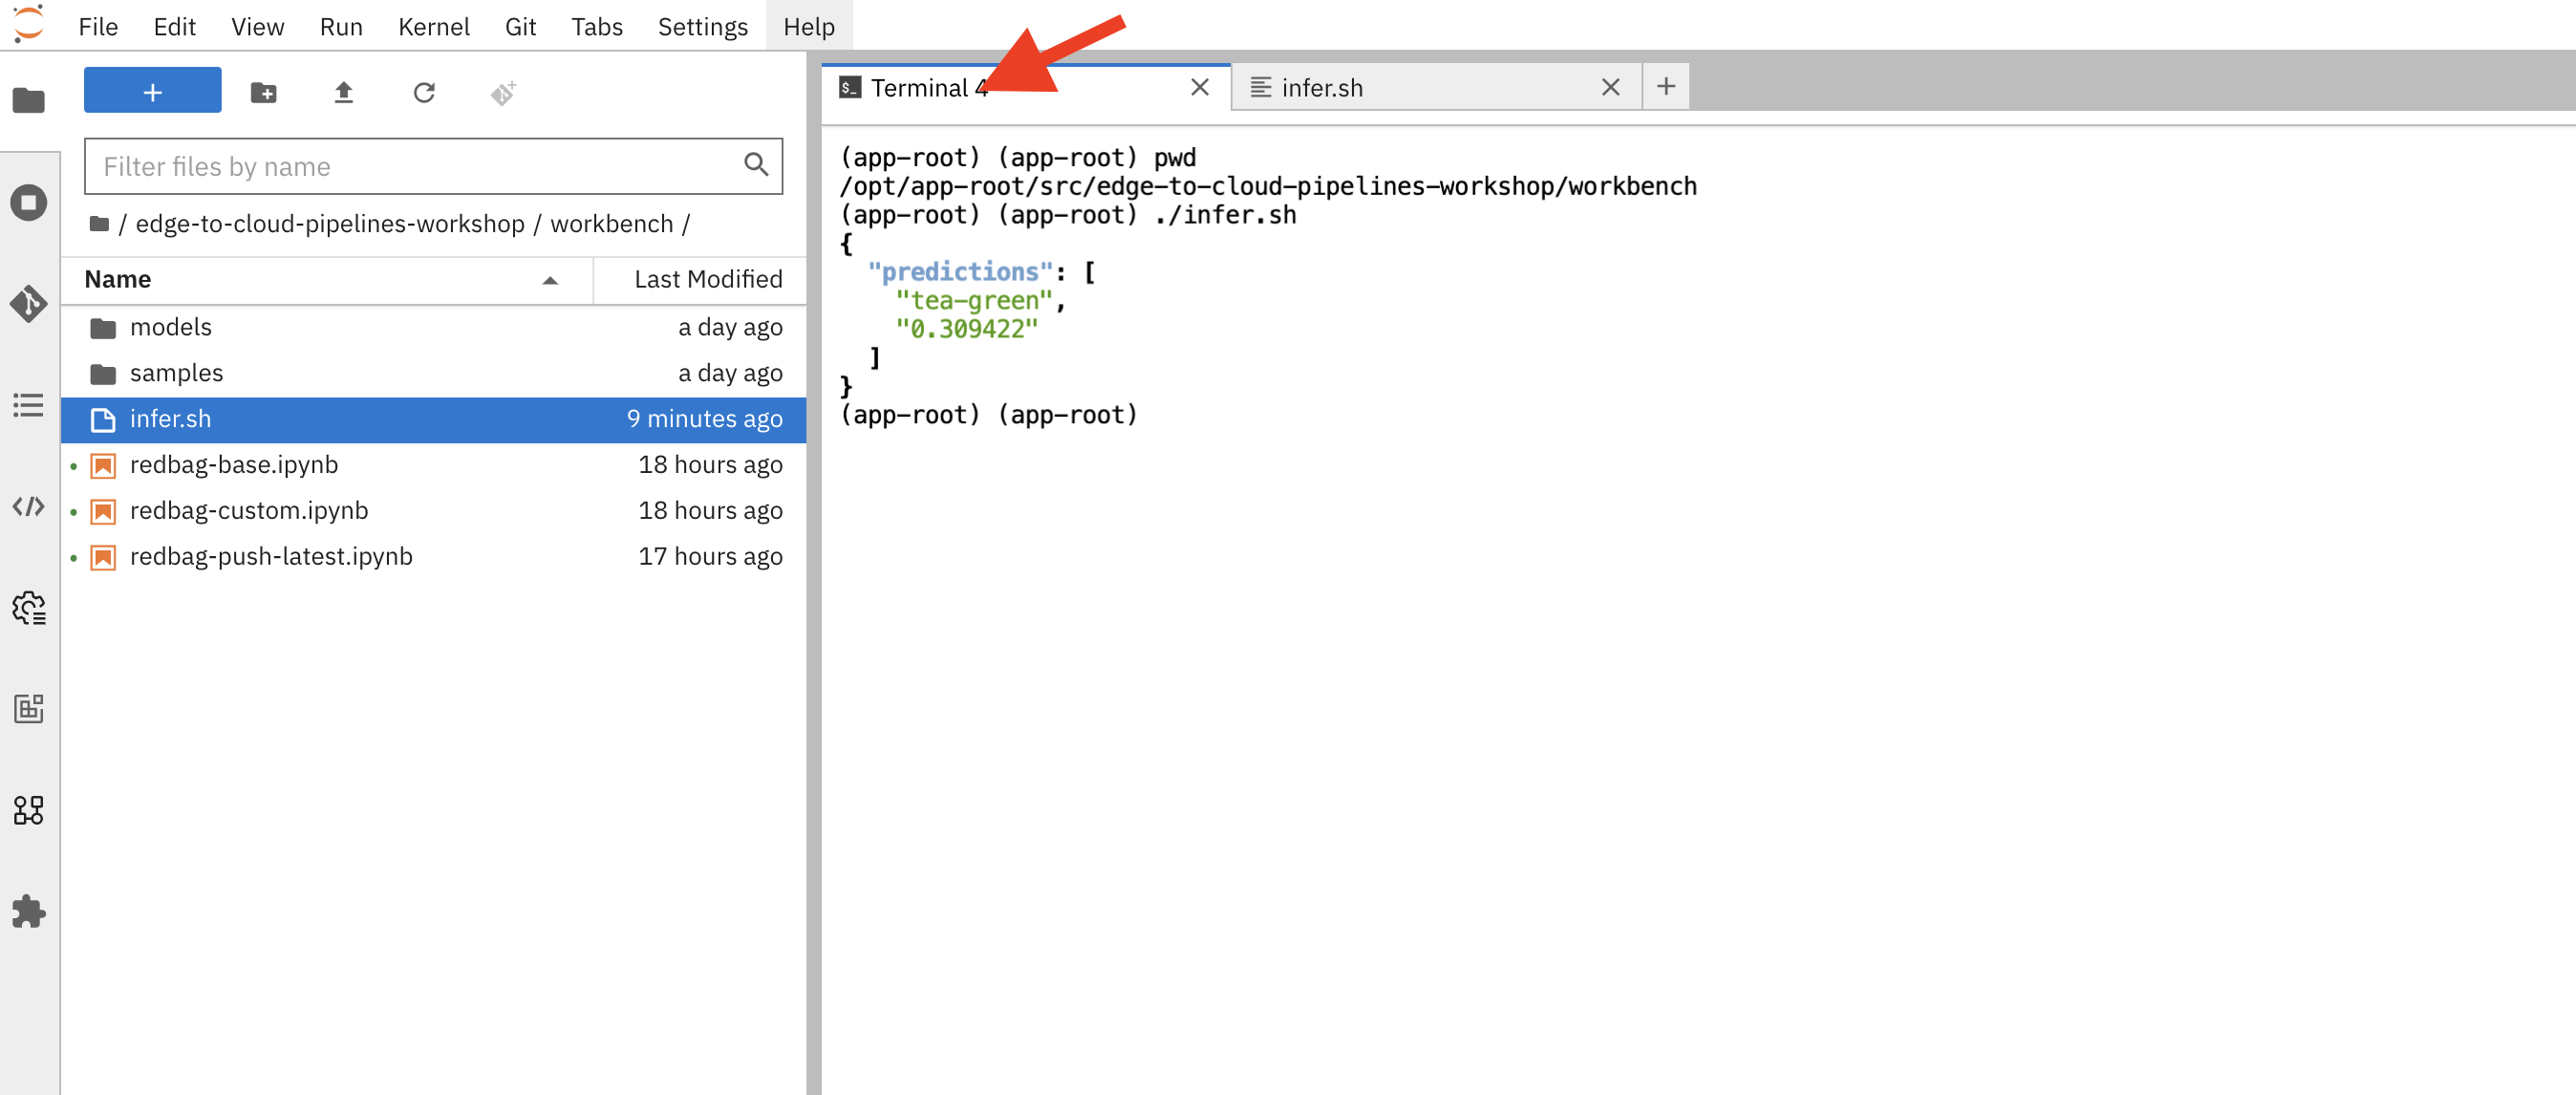 File Edit View Run Kernel Git Tabs Settings Help
Filter files by name
/ edge-to-cloud-pipelines-workshop / workbench /
Name Last Modified
models a day ago
samples a day ago
infer.sh 9 minutes ago
redbag-base.ipynb 18 hours ago
redbag-custom.ipynb 18 hours ago
redbag-push-latest.ipynb 17 hours ago
Terminal 4 infer.sh
(app-root) (app-root) pwd
/opt/app-root/src/edge-to-cloud-pipelines-workshop/workbench
(app-root) (app-root) ./infer.sh
{
"predictions": [
"tea-green",
"0.309422"
]
}
(app-root) (app-root)